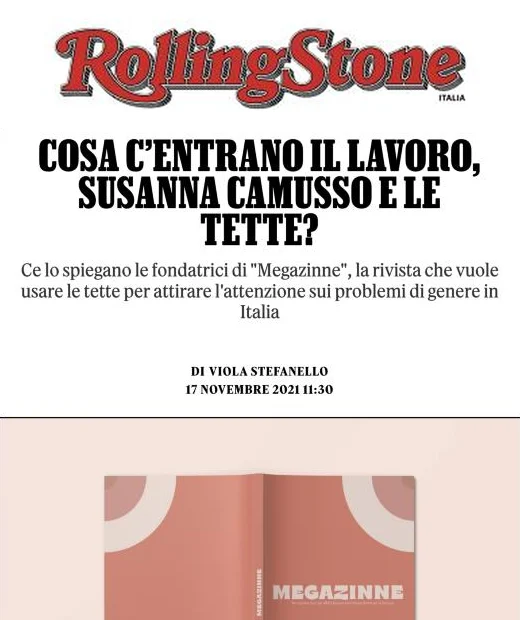 RollingStone
ITALIA
COSA C'ENTRANO IL LAVORO,
SUSANNA CAMUSSO E LE
TETTE?
Ce lo spiegano le fondatrici di "Megazinne", la rivista che vuole
usare le tette per attirare l'attenzione sui problemi di genere in
Italia
DI VIOLA STEFANELLO
17 NOVEMBRE 2021 11:30
MEGAZINNE
MEGAZINNE